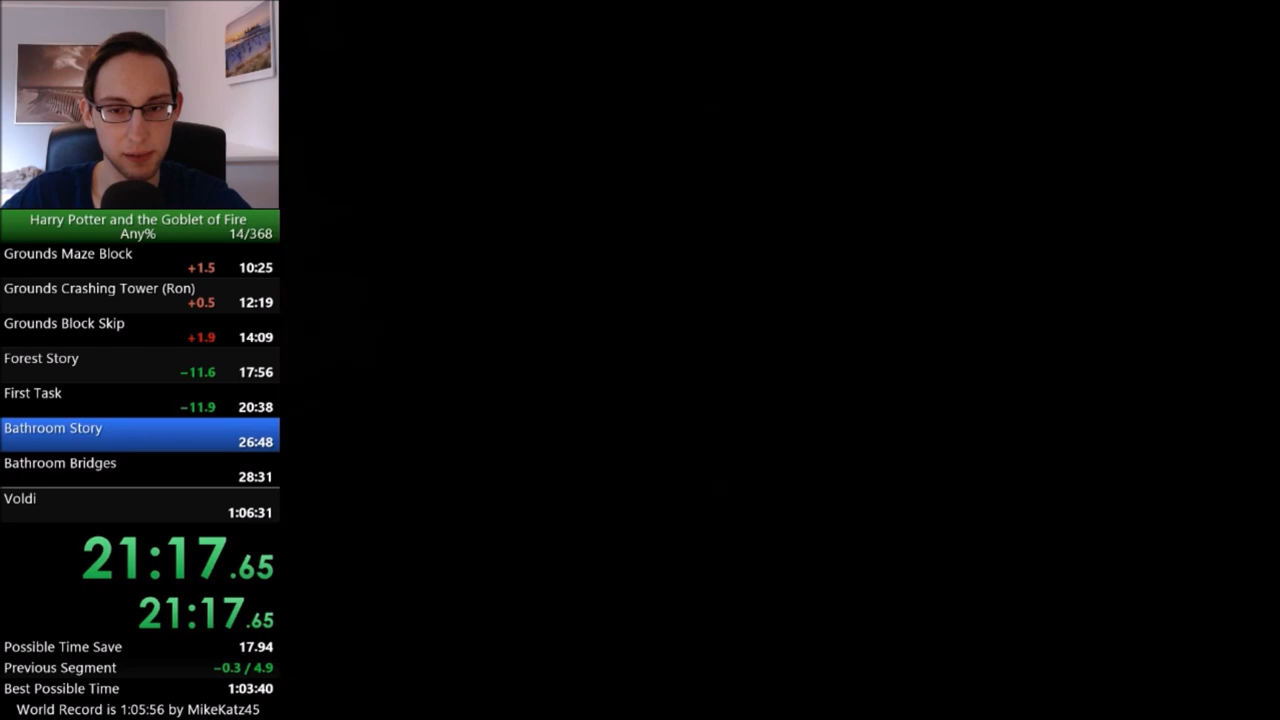 Harry Potter and the Goblet of Fire
Any% 14/368
Grounds Maze Block
+1.5 10:25
Grounds Crashing Tower (Ron)
+0.5 12:19
Grounds Block Skip
+1.9 14:09
Forest Story
−11.6 17:56
First Task
−11.9 20:38
Bathroom Story
26:48
Bathroom Bridges
28:31
Voldi
1:06:31
21:17.65
21:17.65
Possible Time Save 17.94
Previous Segment −0.3 / 4.9
Best Possible Time 1:03:40
World Record is 1:05:56 by MikeKatz45